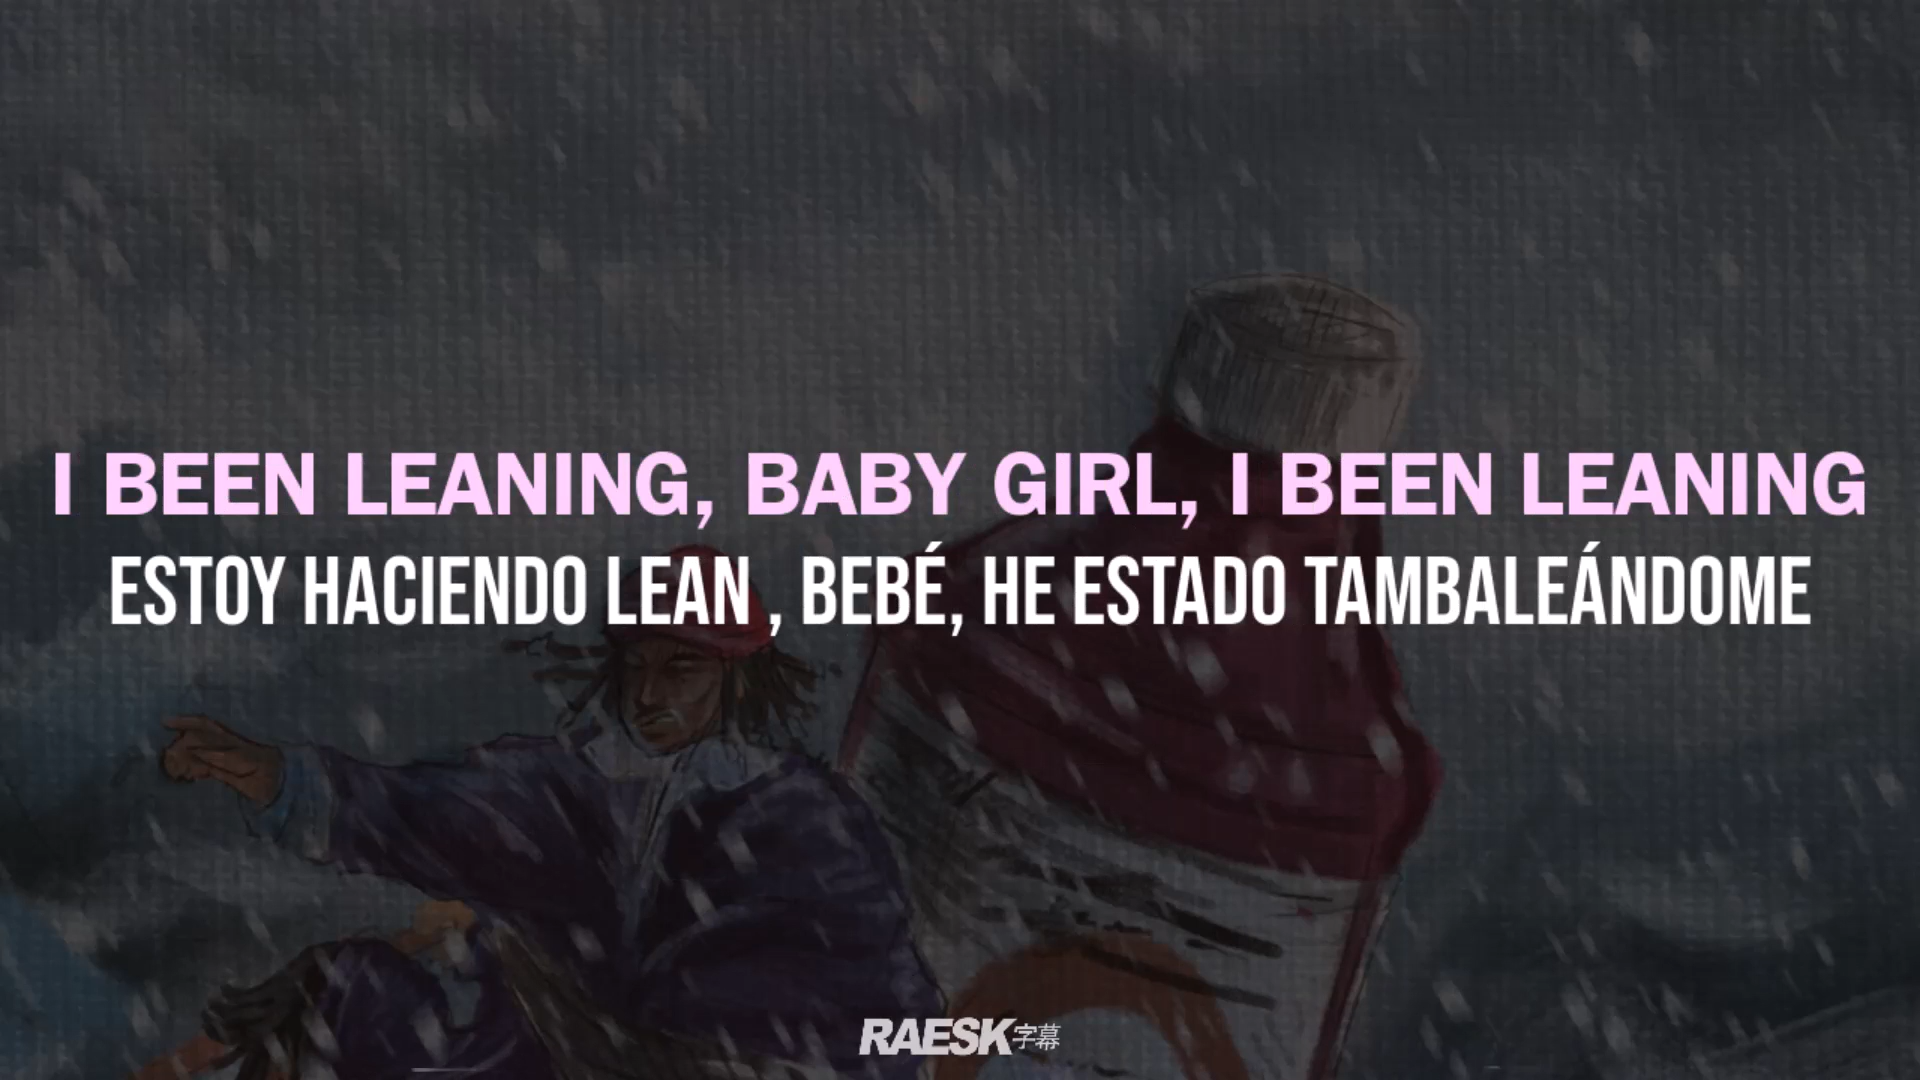 I BEEN LEANING, BABY GIRL, I BEEN LEANING
ESTOY HACIENDO LEAN , BEBÉ, HE ESTADO TAMBALEÁNDOME
RAESK字幕